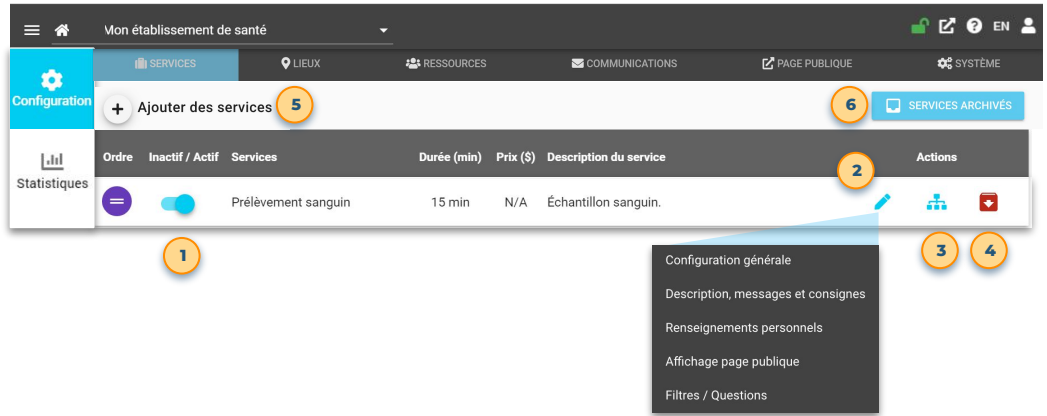 Mon établissement de santé
EN
SERVICES
LIEUX
RESSOURCES
COMMUNICATIONS
PAGE PUBLIQUE
SYSTÈME
Configuration
Ajouter des services
5
6
SERVICES ARCHIVÉS
Statistiques
Ordre
Inactif / Actif
Services
Durée (min)
Prix ($)
Description du service
Actions
2
Prélèvement sanguin
15 min
N/A
Échantillon sanguin.
1
3
4
Configuration générale
Description, messages et consignes
Renseignements personnels
Affichage page publique
Filtres / Questions